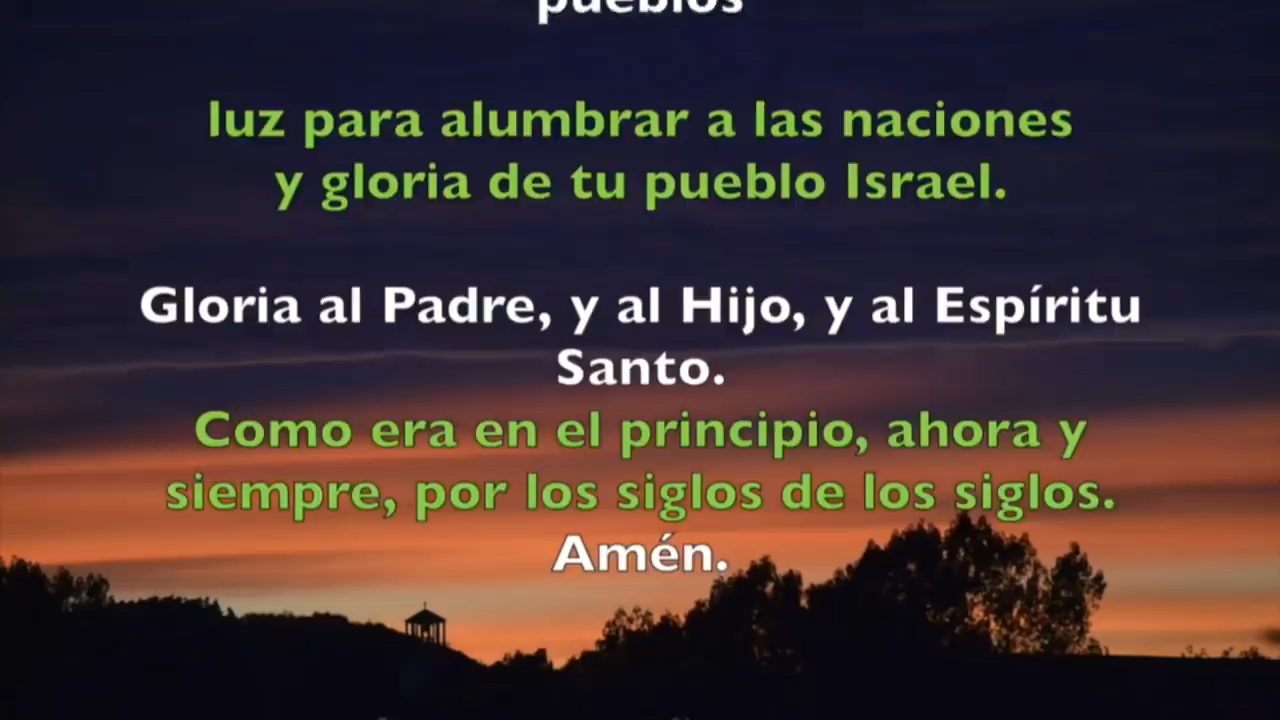 pueblos
luz para alumbrar a las naciones
y gloria de tu pueblo Israel.
Gloria al Padre, y al Hijo, y al Espíritu
Santo.
Como era en el principio, ahora y
siempre, por los siglos de los siglos.
Amén.